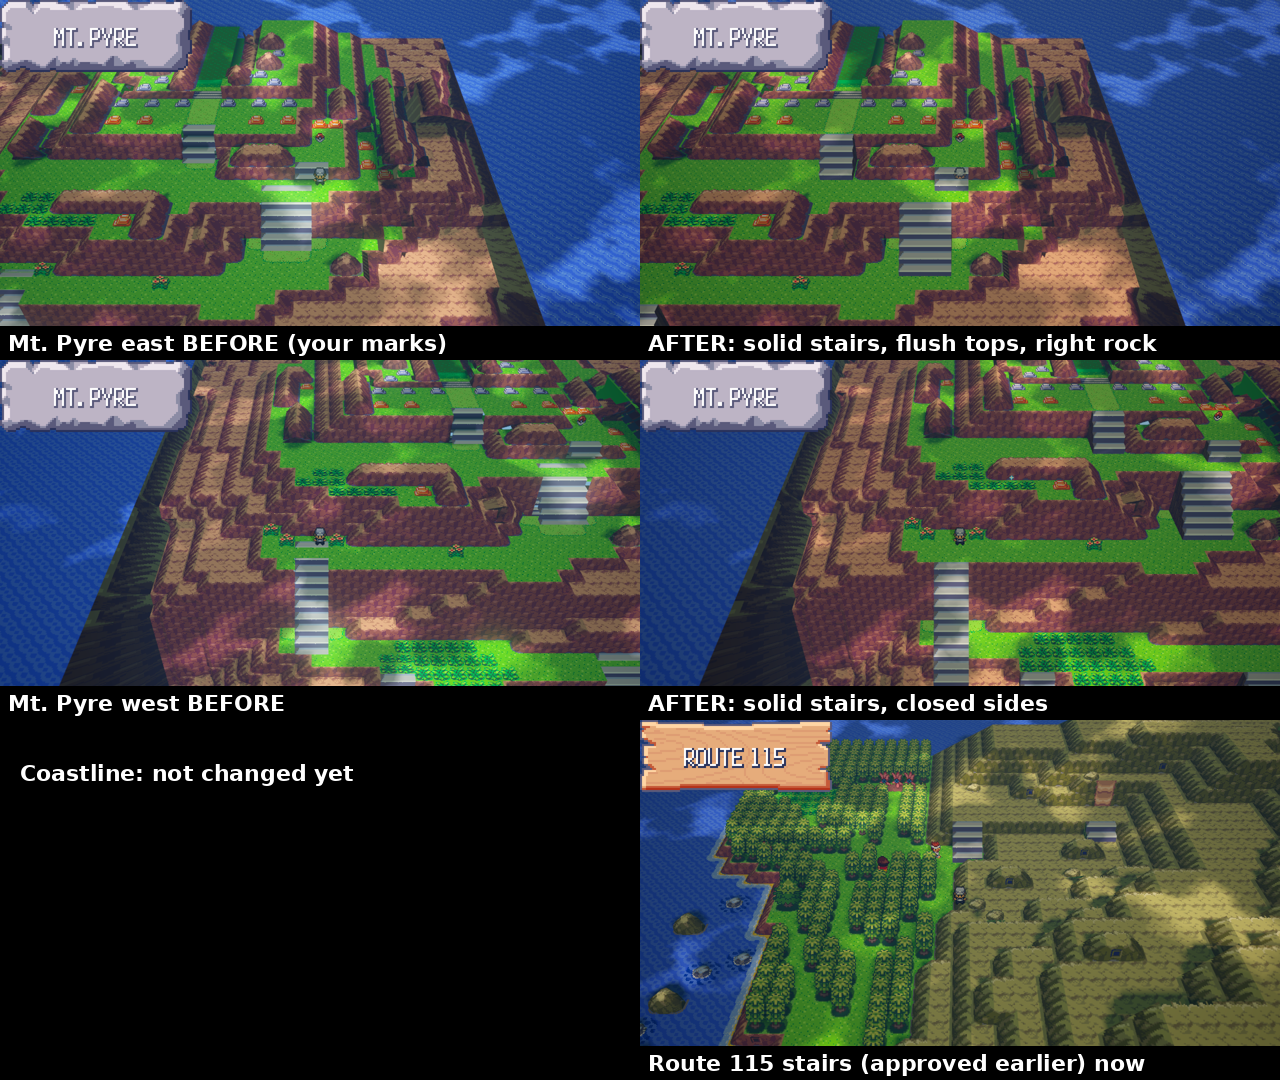 MT. PYRE
MT. PYRE
Mt. Pyre east BEFORE (your marks)
AFTER: solid stairs, flush tops, right rock
MT. PYRE
MT. PYRE
Mt. Pyre west BEFORE
AFTER: solid stairs, closed sides
Coastline: not changed yet
ROUTE 115
Route 115 stairs (approved earlier) now